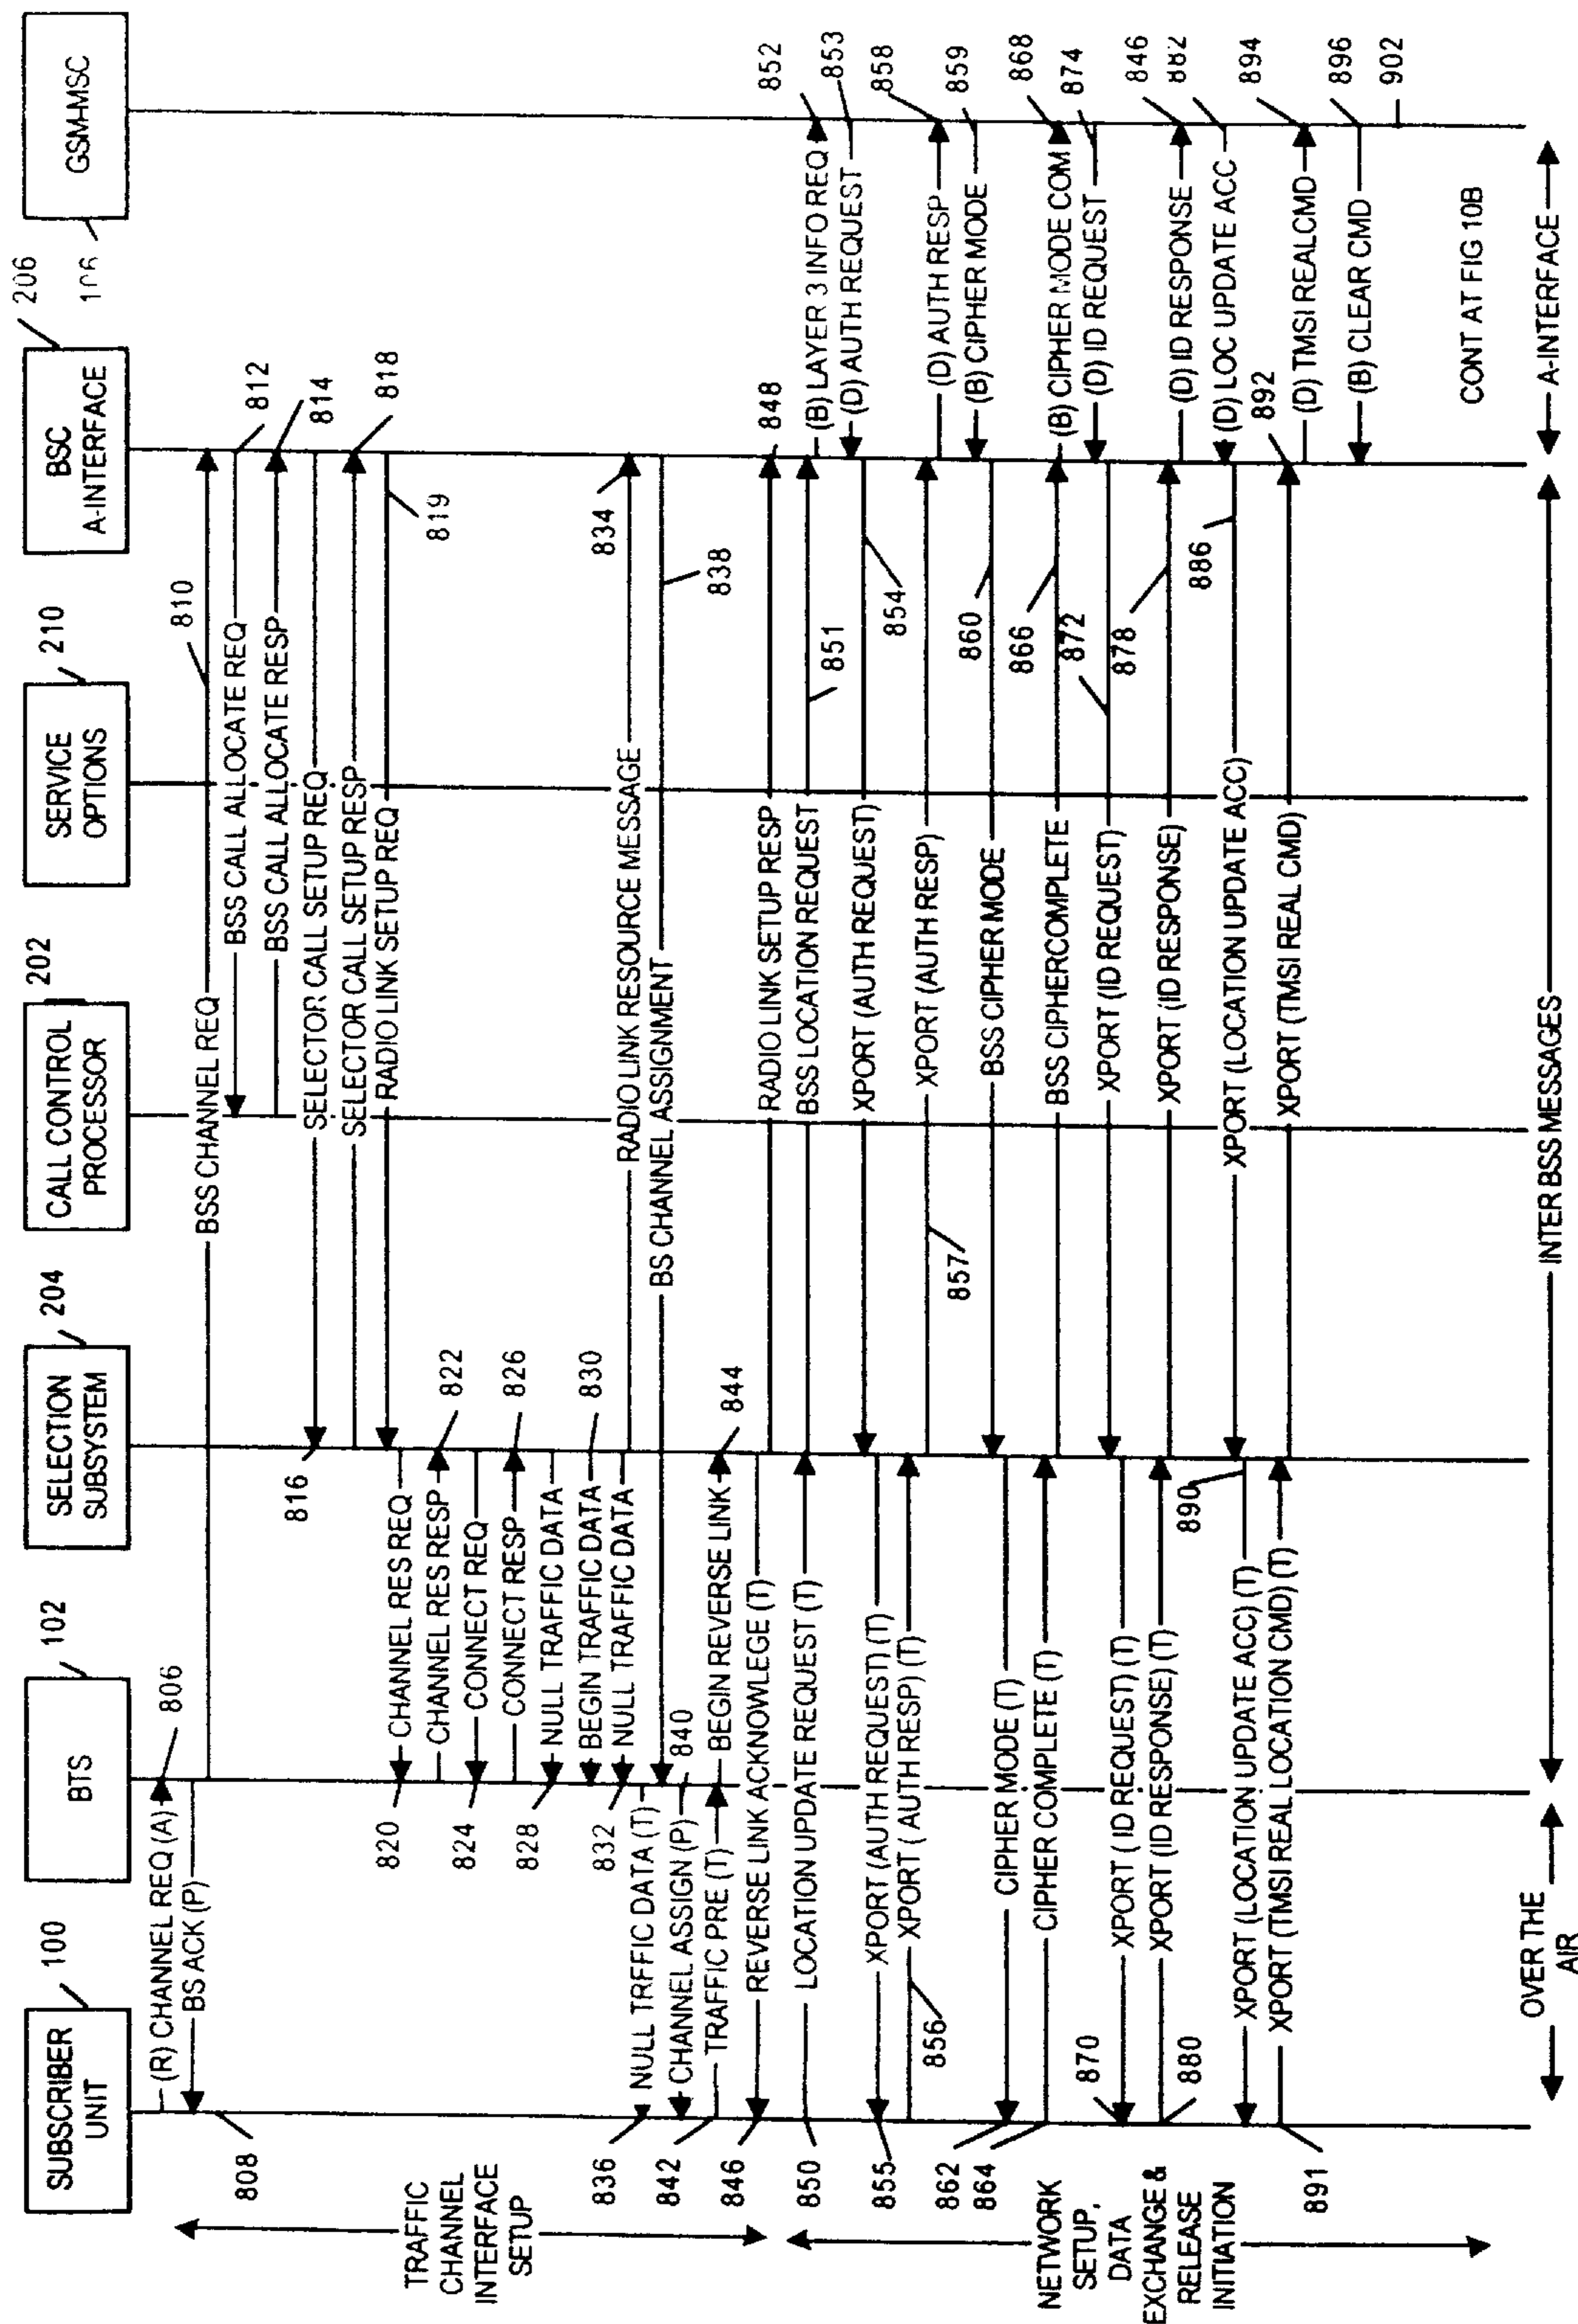 SUBSCRIBER
UNIT
100
BTS
102
SELECTION
SUBSYSTEM
204
CALL CONTROL
PROCESSOR
202
SERVICE
OPTIONS
210
BSC
A-INTERFACE
206
GSM-MSC
106
TRAFFIC
CHANNEL
INTERFACE
SETUP
(R) CHANNEL REQ (A)
806
BS ACK (P)
808
BSS CHANNEL REQ
810
BSS CALL ALLOCATE REQ
812
BSS CALL ALLOCATE RESP
814
SELECTOR CALL SETUP REQ
816
SELECTOR CALL SETUP RESP
818
RADIO LINK SETUP REQ
819
CHANNEL RES REQ
820
CHANNEL RES RESP
822
CONNECT REQ
824
CONNECT RESP
826
NULL TRAFFIC DATA
828
BEGIN TRAFFIC DATA
830
NULL TRAFFIC DATA
832
RADIO LINK RESOURCE MESSAGE
834
NULL TRFFIC DATA (T)
836
BS CHANNEL ASSIGNMENT
838
CHANNEL ASSIGN (P)
840
TRAFFIC PRE (T)
842
BEGIN REVERSE LINK
844
REVERSE LINK ACKNOWLEGE (T)
846
RADIO LINK SETUP RESP
848
NETWORK
SETUP,
DATA
EXCHANGE &
RELEASE
INITIATION
LOCATION UPDATE REQUEST (T)
850
BSS LOCATION REQUEST
851
(B) LAYER 3 INFO REQ
852
(D) AUTH REQUEST
853
XPORT (AUTH REQUEST)
854
XPORT (AUTH REQUEST) (T)
855
XPORT ( AUTH RESP) (T)
856
XPORT (AUTH RESP)
857
(D) AUTH RESP
858
(B) CIPHER MODE
859
BSS CIPHER MODE
860
CIPHER MODE (T)
862
CIPHER COMPLETE (T)
864
BSS CIPHERCOMPLETE
866
(B) CIPHER MODE COM
868
(D) ID REQUEST
874
XPORT (ID REQUEST)
872
XPORT ( ID REQUEST) (T)
870
XPORT (ID RESPONSE) (T)
880
XPORT (ID RESPONSE)
878
(D) ID RESPONSE
846
(D) LOC UPDATE ACC
882
XPORT (LOCATION UPDATE ACC)
886
XPORT (LOCATION UPDATE ACC) (T)
890
XPORT (TMSI REAL LOCATION CMD) (T)
891
XPORT (TMSI REAL CMD)
892
(D) TMSI REALCMD
894
(B) CLEAR CMD
896
902
CONT AT FIG 10B
OVER THE
AIR
INTER BSS MESSAGES
A-INTERFACE